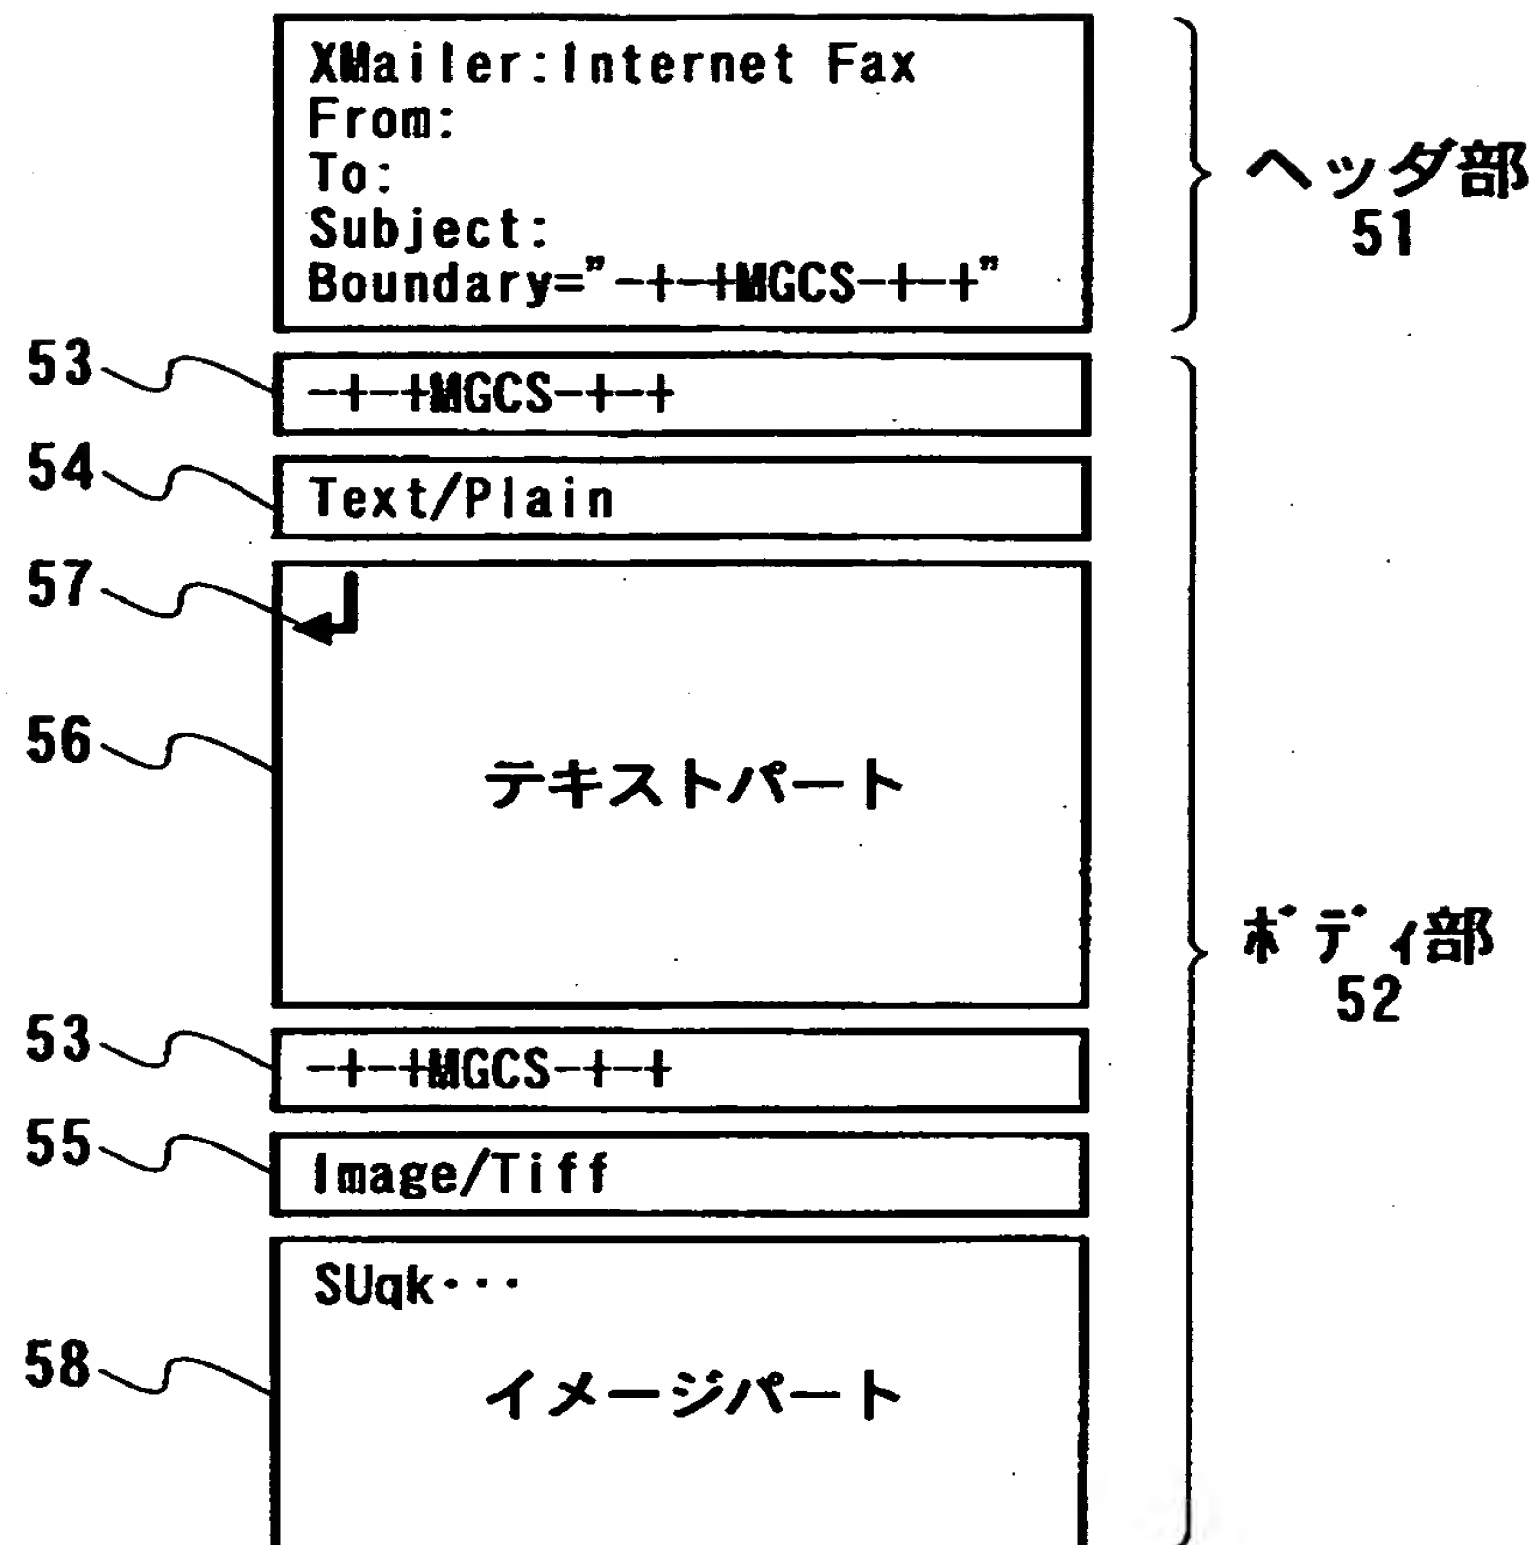 XMailer:Internet Fax
From:
To:
Subject:
Boundary="-+-+MGCS-+-+"
ヘッダ部
51
53
-+-+MGCS-+-+
54
Text/Plain
57
56
テキストパート
ボディ部
52
53
-+-+MGCS-+-+
55
Image/Tiff
SUqk···
58
イメージパート